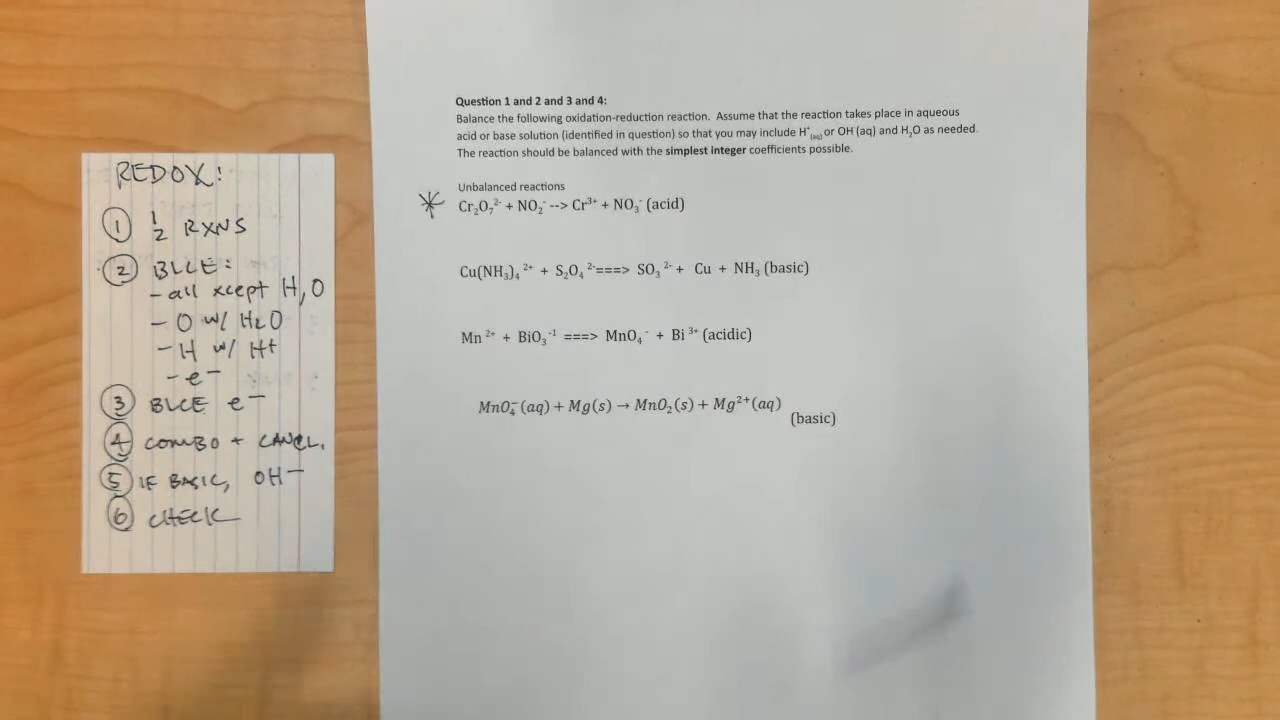 REDOX:
① ½ RXNS
② BLCE:
- all xcept H, O
- O w/ H2O
- H w/ H+
- e⁻
③ BLCE e⁻
④ COMBO + CANCL.
⑤ IF BASIC, OH⁻
⑥ CHECK
Question 1 and 2 and 3 and 4:
Balance the following oxidation-reduction reaction. Assume that the reaction takes place in aqueous
acid or base solution (identified in question) so that you may include H⁺(aq) or OH (aq) and H₂O as needed.
The reaction should be balanced with the simplest integer coefficients possible.
Unbalanced reactions
Cr₂O₇²⁻ + NO₂⁻ --> Cr³⁺ + NO₃⁻ (acid)
Cu(NH₃)₄ ²⁺ + S₂O₄ ²⁻===> SO₃ ²⁻ + Cu + NH₃ (basic)
Mn ²⁺ + BiO₃⁻¹ ===> MnO₄⁻ + Bi ³⁺ (acidic)
MnO₄⁻(aq) + Mg(s) → MnO₂(s) + Mg²⁺(aq)
(basic)